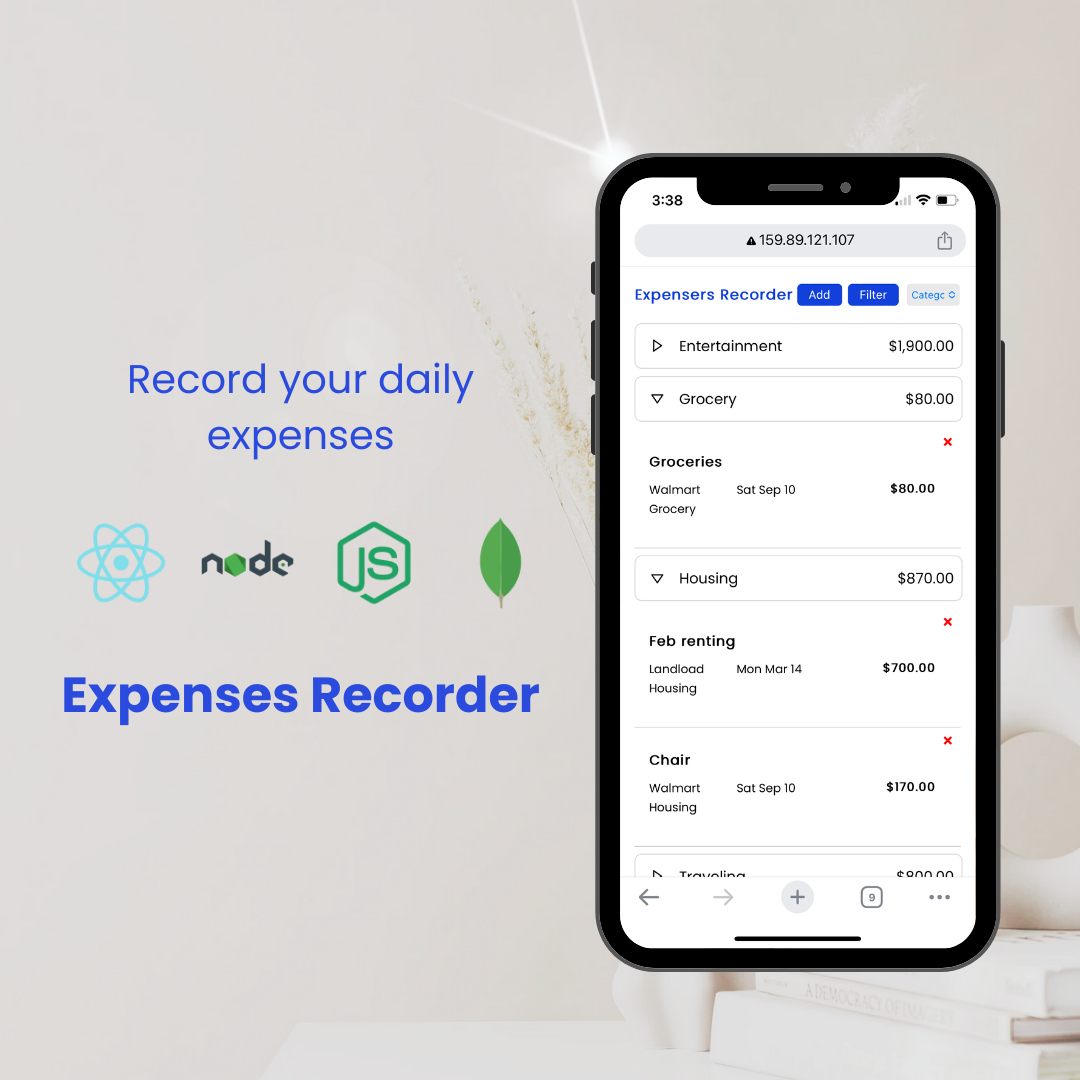 Record your daily
expenses
node
JS
Expenses Recorder
3:38
159.89.121.107
Expensers Recorder
Add
Filter
Categc
Entertainment $1,900.00
Grocery $80.00
Groceries
Walmart Sat Sep 10 $80.00
Grocery
Housing $870.00
Feb renting
Landload Mon Mar 14 $700.00
Housing
Chair
Walmart Sat Sep 10 $170.00
Housing
Traveling $800.00
9
A DEMOCRACY OF IMAGERY